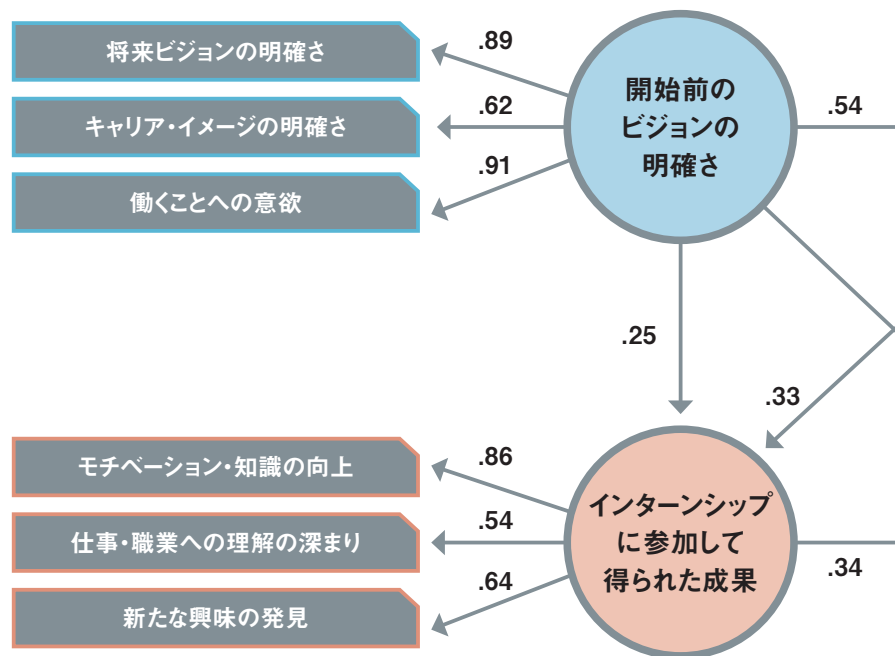 将来ビジョンの明確さ
.89
キャリア・イメージの明確さ
.62
働くことへの意欲
.91
開始前の
ビジョンの
明確さ
.54
.25
.33
モチベーション・知識の向上
.86
仕事・職業への理解の深まり
.54
新たな興味の発見
.64
インターンシップ
に参加して
得られた成果
.34